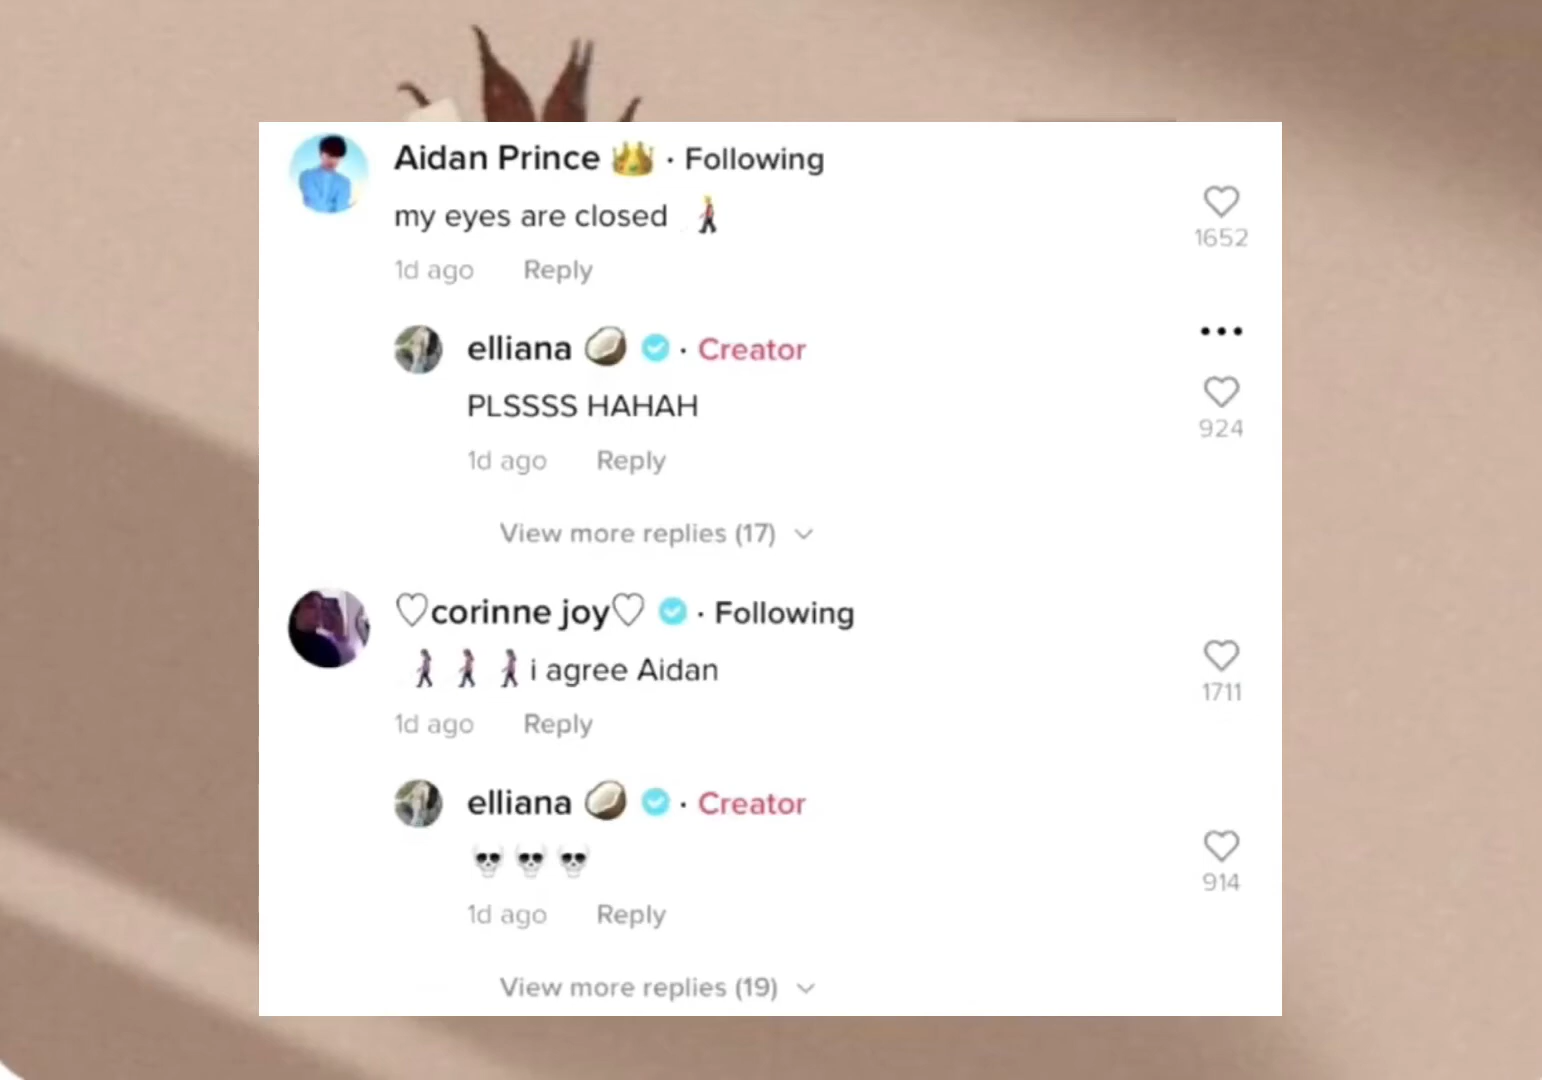 Aidan Prince 👑 · Following
my eyes are closed 🚶
1652
1d ago Reply
elliana 🥥 · Creator
PLSSSS HAHAH
924
1d ago Reply
View more replies (17)
♡corinne joy♡ · Following
🚶‍♀️🚶‍♀️🚶‍♀️i agree Aidan
1711
1d ago Reply
elliana 🥥 · Creator
💀💀💀
914
1d ago Reply
View more replies (19)